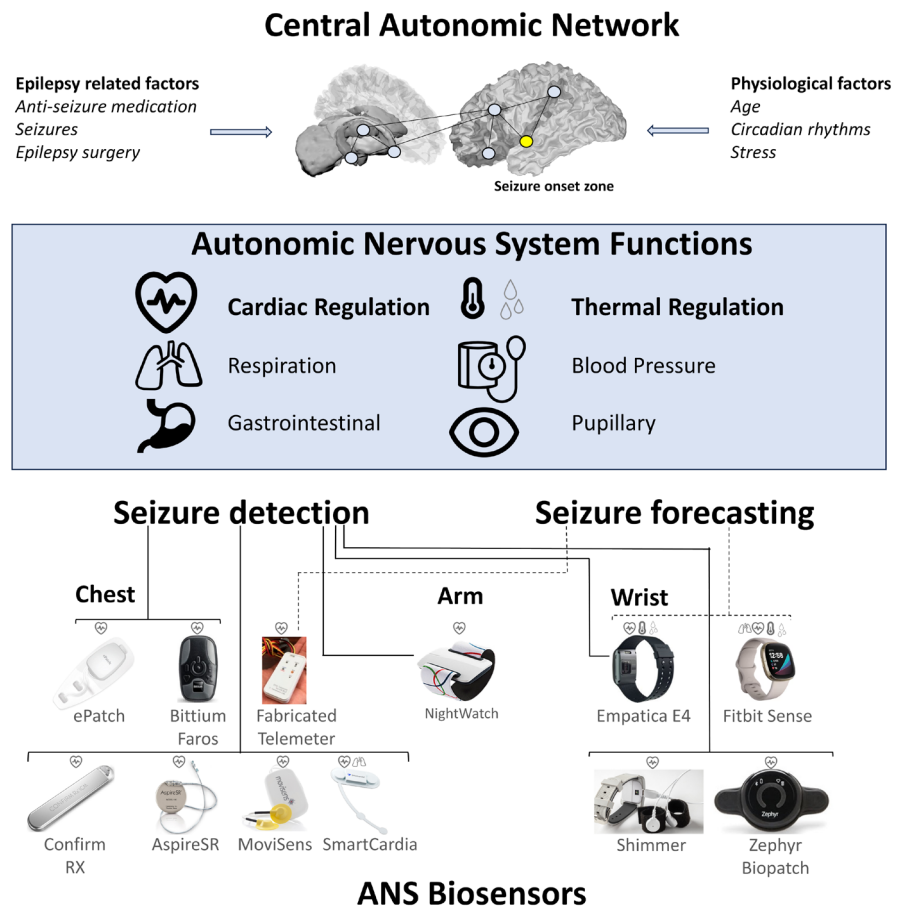 Central Autonomic Network
Epilepsy related factors
Anti-seizure medication
Seizures
Epilepsy surgery
Physiological factors
Age
Circadian rhythms
Stress
Seizure onset zone
Autonomic Nervous System Functions
Cardiac Regulation
Thermal Regulation
Respiration
Blood Pressure
Gastrointestinal
Pupillary
Seizure detection
Seizure forecasting
Chest
Arm
Wrist
ePatch
Bittium
Faros
Fabricated
Telemeter
NightWatch
Empatica E4
Fitbit Sense
Confirm
RX
AspireSR
AspireSR
movisens
MoviSens
SmartCardia
Shimmer
Zephyr
Zephyr
Biopatch
ANS Biosensors